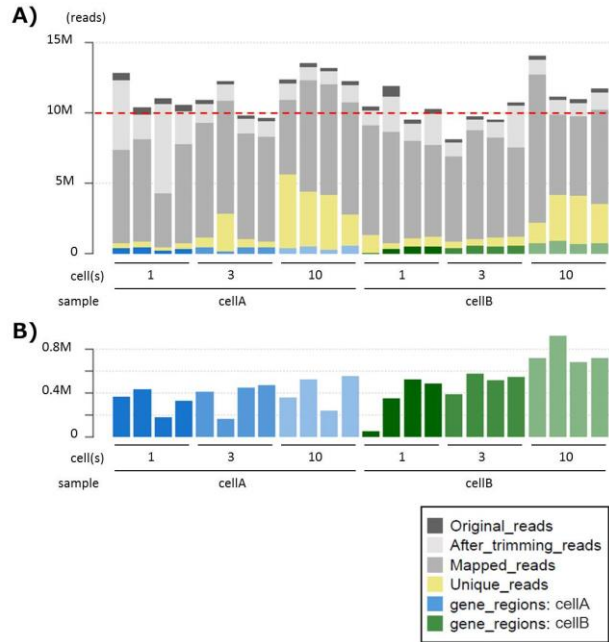 A)
(reads)
15M
10M
5M
0
cell(s)
1
3
10
1
3
10
sample
cellA
cellB
B)
0.8M
0.4M
0
cell(s)
1
3
10
1
3
10
sample
cellA
cellB
Original_reads
After_trimming_reads
Mapped_reads
Unique_reads
gene_regions: cellA
gene_regions: cellB